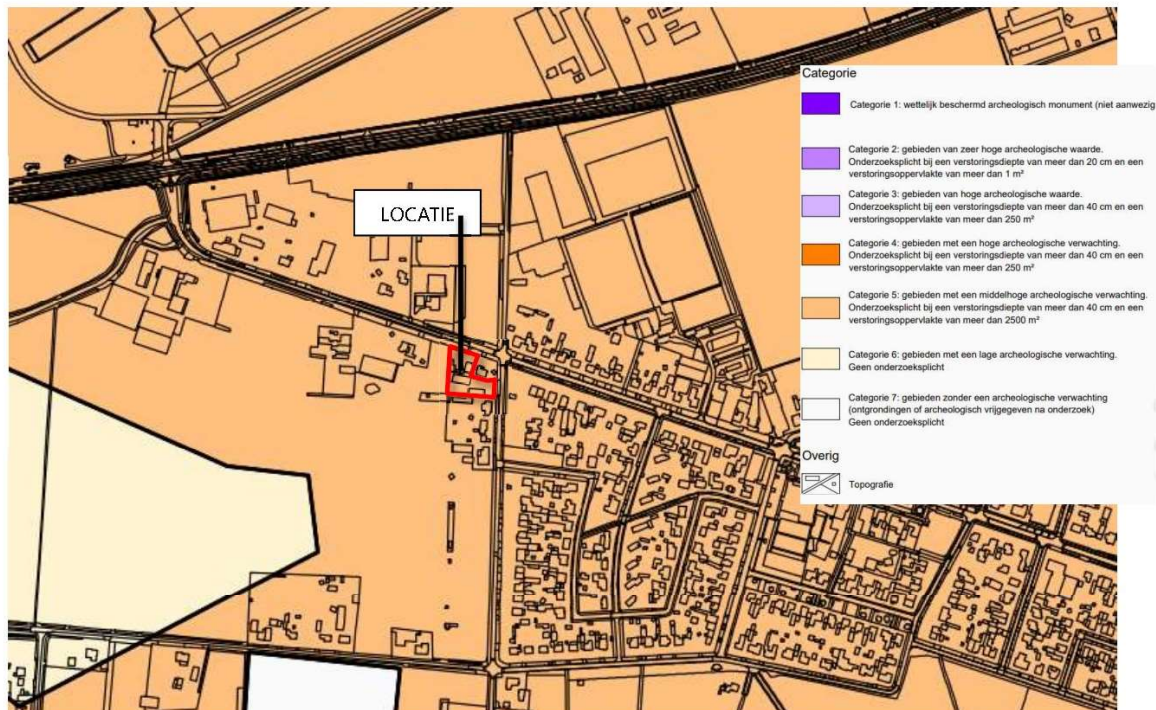 LOCATIE
Categorie
Categorie 1: wettelijk beschermd archeologisch monument (niet aanwezig
Categorie 2: gebieden van zeer hoge archeologische waarde.
Onderzoeksplicht bij een verstoringsdiepte van meer dan 20 cm en een
verstoringsoppervlakte van meer dan 1 m²
Categorie 3: gebieden van hoge archeologische waarde.
Onderzoeksplicht bij een verstoringsdiepte van meer dan 40 cm en een
verstoringsoppervlakte van meer dan 250 m²
Categorie 4: gebieden met een hoge archeologische verwachting.
Onderzoeksplicht bij een verstoringsdiepte van meer dan 40 cm en een
verstoringsoppervlakte van meer dan 250 m²
Categorie 5: gebieden met een middelhoge archeologische verwachting.
Onderzoeksplicht bij een verstoringsdiepte van meer dan 40 cm en een
verstoringsoppervlakte van meer dan 2500 m²
Categorie 6: gebieden met een lage archeologische verwachting.
Geen onderzoeksplicht
Categorie 7: gebieden zonder een archeologische verwachting
(ontgrondingen of archeologisch vrijgegeven na onderzoek)
Geen onderzoeksplicht
Overig
Topografie